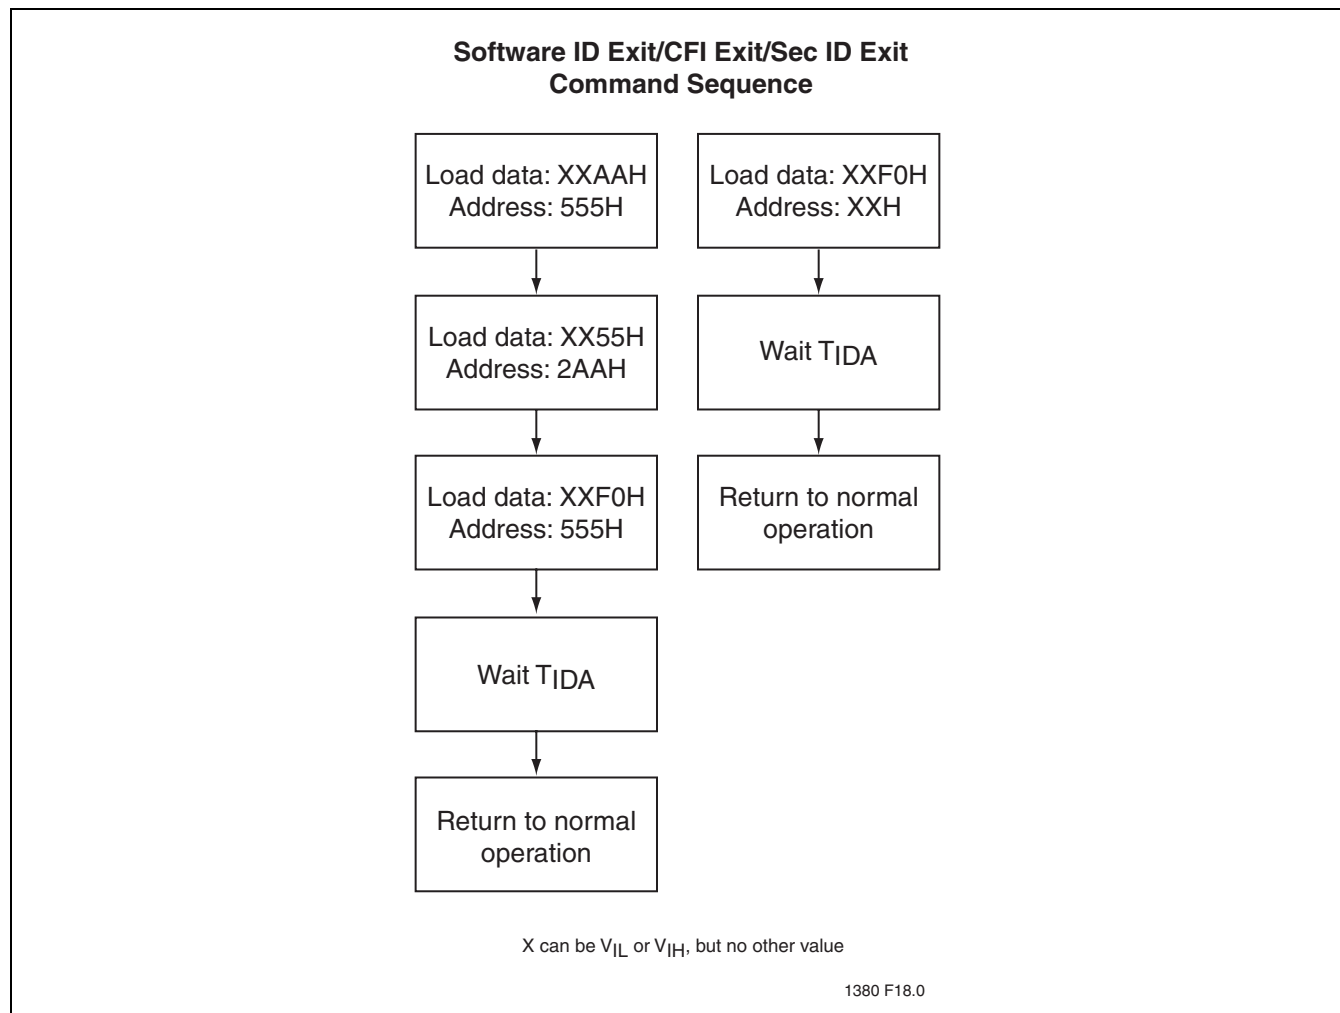 Software ID Exit/CFI Exit/Sec ID Exit
Command Sequence
Load data: XXAAH
Address: 555H
Load data: XX55H
Address: 2AAH
Load data: XXF0H
Address: 555H
Wait TIDA
Return to normal
operation
Load data: XXF0H
Address: XXH
Wait TIDA
Return to normal
operation
X can be VIL or VIH, but no other value
1380 F18.0